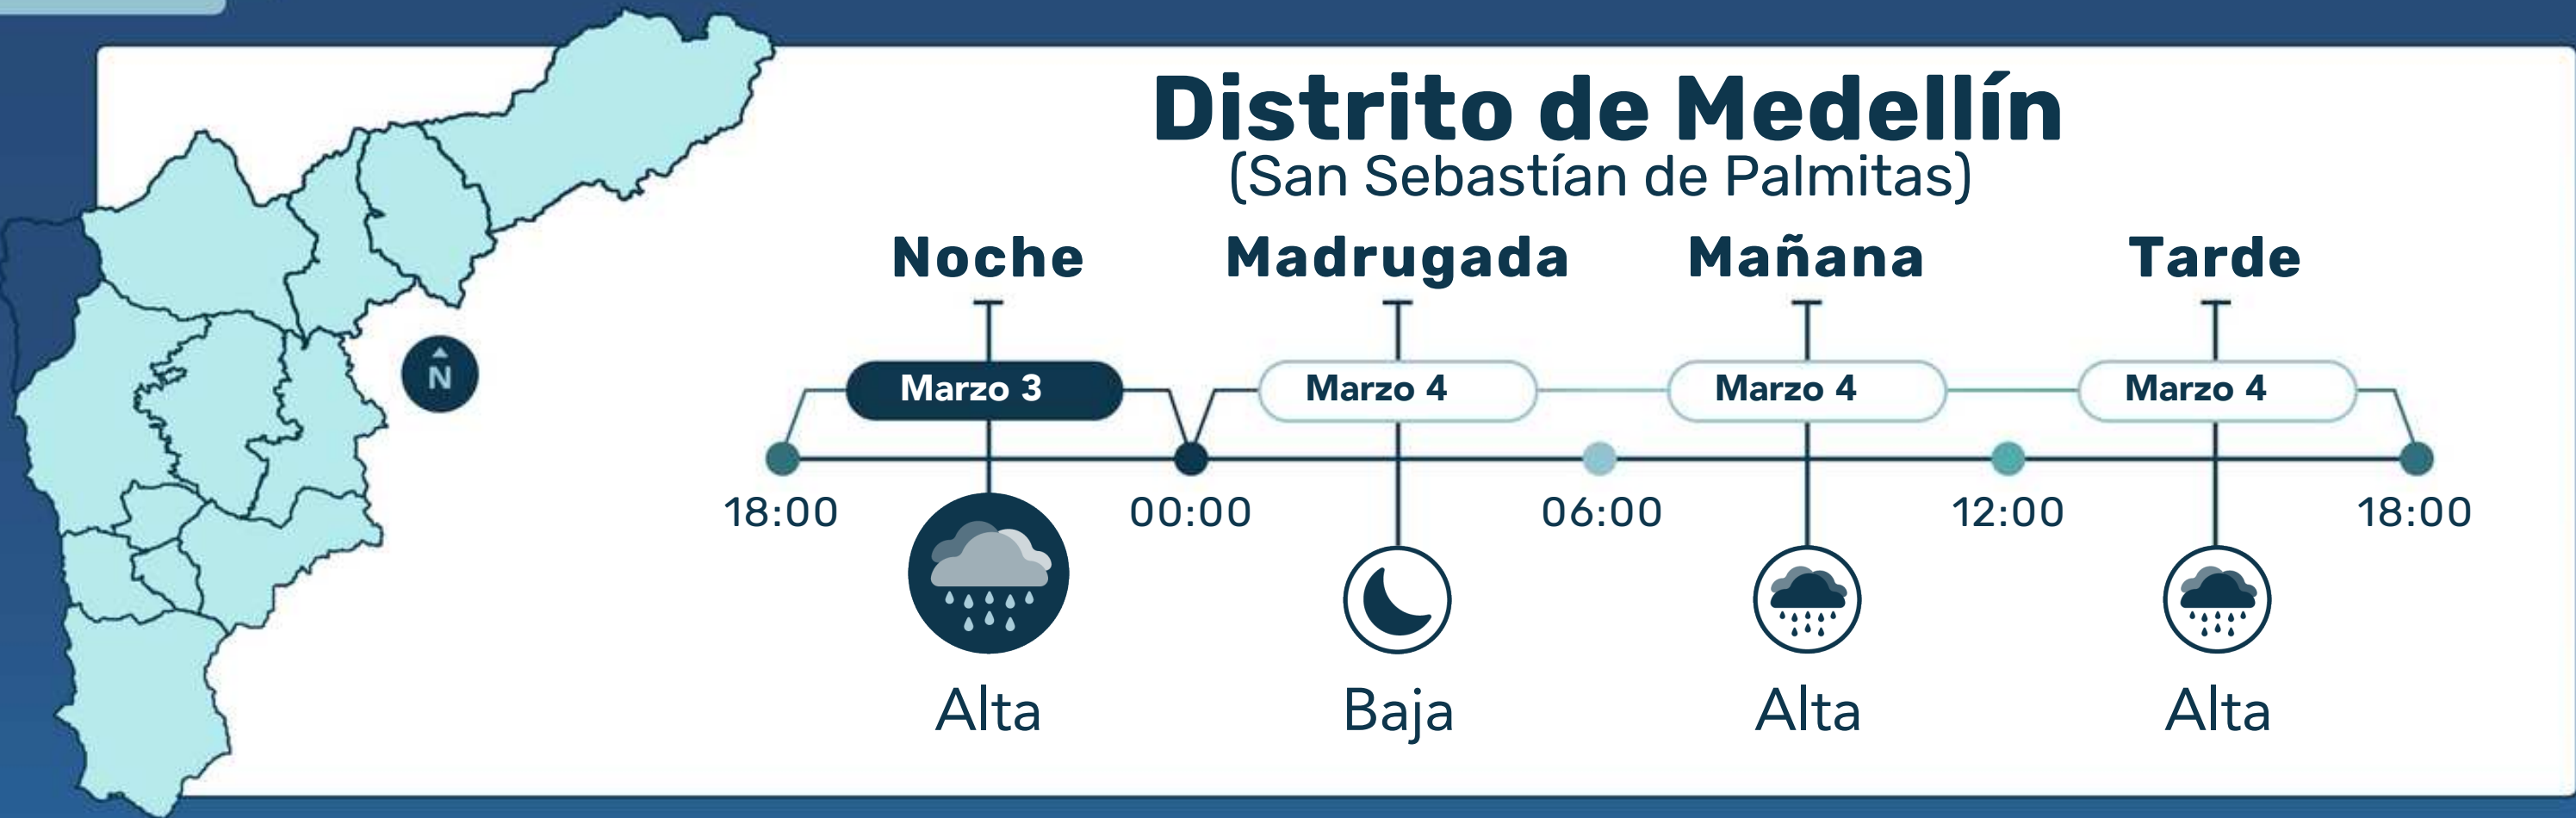 Distrito de Medellín
(San Sebastían de Palmitas)
Noche Madrugada Mañana Tarde
Marzo 3 Marzo 4 Marzo 4 Marzo 4
N
18:00 00:00 06:00 12:00 18:00
Alta Baja Alta Alta